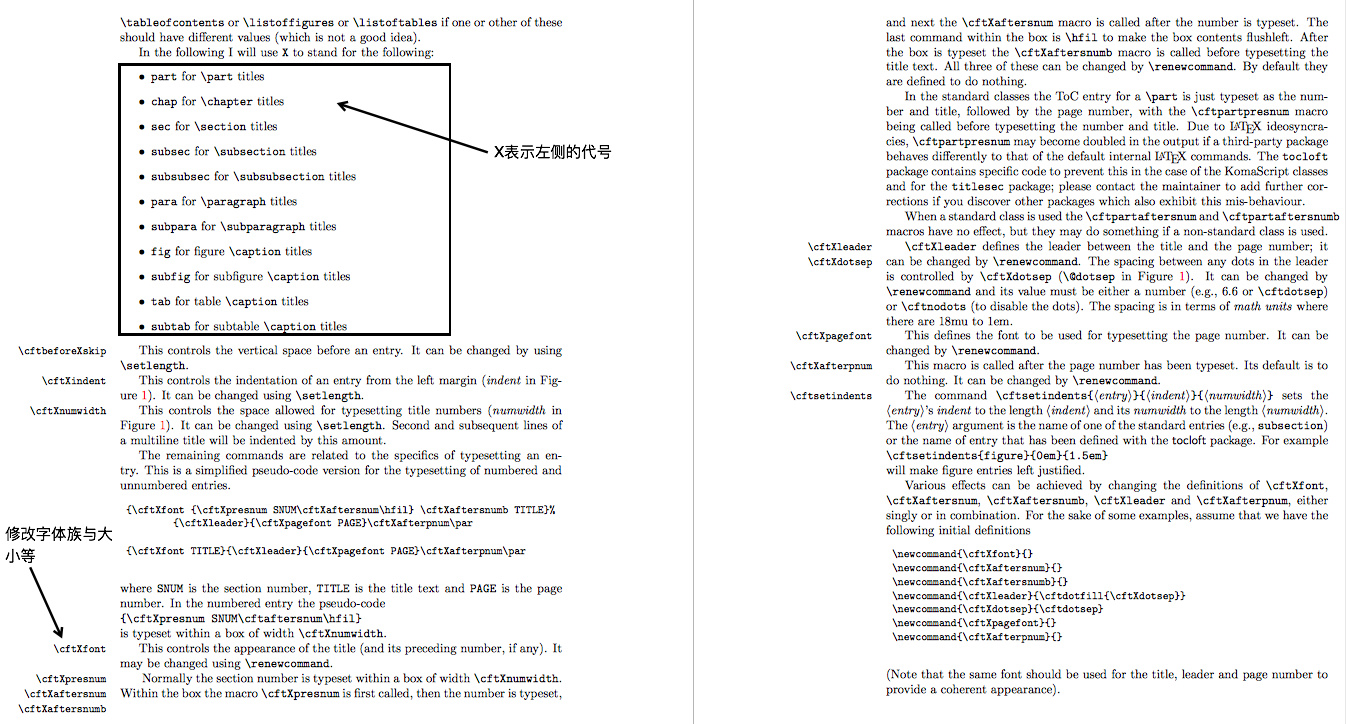 \tableofcontents or \listoffigures or \listoftables if one or other of these
should have different values (which is not a good idea).
In the following I will use X to stand for the following:
• part for \part titles
• chap for \chapter titles
• sec for \section titles
• subsec for \subsection titles
• subsubsec for \subsubsection titles
• para for \paragraph titles
• subpara for \subparagraph titles
• fig for figure \caption titles
• subfig for subfigure \caption titles
• tab for table \caption titles
• subtab for subtable \caption titles
X表示左侧的代号
\cftbeforeXskip This controls the vertical space before an entry. It can be changed by using
\setlength.
\cftXindent This controls the indentation of an entry from the left margin (indent in Fig-
ure 1). It can be changed using \setlength.
\cftXnumwidth This controls the space allowed for typesetting title numbers (numwidth in
Figure 1). It can be changed using \setlength. Second and subsequent lines of
a multiline title will be indented by this amount.
The remaining commands are related to the specifics of typesetting an en-
try. This is a simplified pseudo-code version for the typesetting of numbered and
unnumbered entries.
{\cftXfont {\cftXpresnum SNUM\cftXaftersnum\hfil} \cftXaftersnumb TITLE}%
{\cftXleader}{\cftXpagefont PAGE}\cftXafterpnum\par
修改字体族与大
小等
{\cftXfont TITLE}{\cftXleader}{\cftXpagefont PAGE}\cftXafterpnum\par
where SNUM is the section number, TITLE is the title text and PAGE is the page
number. In the numbered entry the pseudo-code
{\cftXpresnum SNUM\cftaftersnum\hfil}
is typeset within a box of width \cftXnumwidth.
\cftXfont This controls the appearance of the title (and its preceding number, if any). It
may be changed using \renewcommand.
\cftXpresnum Normally the section number is typeset within a box of width \cftXnumwidth.
\cftXaftersnum Within the box the macro \cftXpresnum is first called, then the number is typeset,
\cftXaftersnumb
and next the \cftXaftersnum macro is called after the number is typeset. The
last command within the box is \hfil to make the box contents flushleft. After
the box is typeset the \cftXaftersnumb macro is called before typesetting the
title text. All three of these can be changed by \renewcommand. By default they
are defined to do nothing.
In the standard classes the ToC entry for a \part is just typeset as the num-
ber and title, followed by the page number, with the \cftpartpresnum macro
being called before typesetting the number and title. Due to LATEX ideosyncra-
cies, \cftpartpresnum may become doubled in the output if a third-party package
behaves differently to that of the default internal LATEX commands. The tocloft
package contains specific code to prevent this in the case of the KomaScript classes
and for the titlesec package; please contact the maintainer to add further cor-
rections if you discover other packages which also exhibit this mis-behaviour.
When a standard class is used the \cftpartaftersnum and \cftpartaftersnumb
macros have no effect, but they may do something if a non-standard class is used.
\cftXleader \cftXleader defines the leader between the title and the page number; it
\cftXdotsep can be changed by \renewcommand. The spacing between any dots in the leader
is controlled by \cftXdotsep (\@dotsep in Figure 1). It can be changed by
\renewcommand and its value must be either a number (e.g., 6.6 or \cftdotsep)
or \cftnodots (to disable the dots). The spacing is in terms of math units where
there are 18mu to 1em.
\cftXpagefont This defines the font to be used for typesetting the page number. It can be
changed by \renewcommand.
\cftXafterpnum This macro is called after the page number has been typeset. Its default is to
do nothing. It can be changed by \renewcommand.
\cftsetindents The command \cftsetindents{⟨entry⟩}{⟨indent⟩}{⟨numwidth⟩} sets the
⟨entry⟩'s indent to the length ⟨indent⟩ and its numwidth to the length ⟨numwidth⟩.
The ⟨entry⟩ argument is the name of one of the standard entries (e.g., subsection)
or the name of entry that has been defined with the tocloft package. For example
\cftsetindents{figure}{0em}{1.5em}
will make figure entries left justified.
Various effects can be achieved by changing the definitions of \cftXfont,
\cftXaftersnum, \cftXaftersnumb, \cftXleader and \cftXafterpnum, either
singly or in combination. For the sake of some examples, assume that we have the
following initial definitions
\newcommand{\cftXfont}{}
\newcommand{\cftXaftersnum}{}
\newcommand{\cftXaftersnumb}{}
\newcommand{\cftXleader}{\cftdotfill{\cftXdotsep}}
\newcommand{\cftXdotsep}{\cftdotsep}
\newcommand{\cftXpagefont}{}
\newcommand{\cftXafterpnum}{}
(Note that the same font should be used for the title, leader and page number to
provide a coherent appearance).